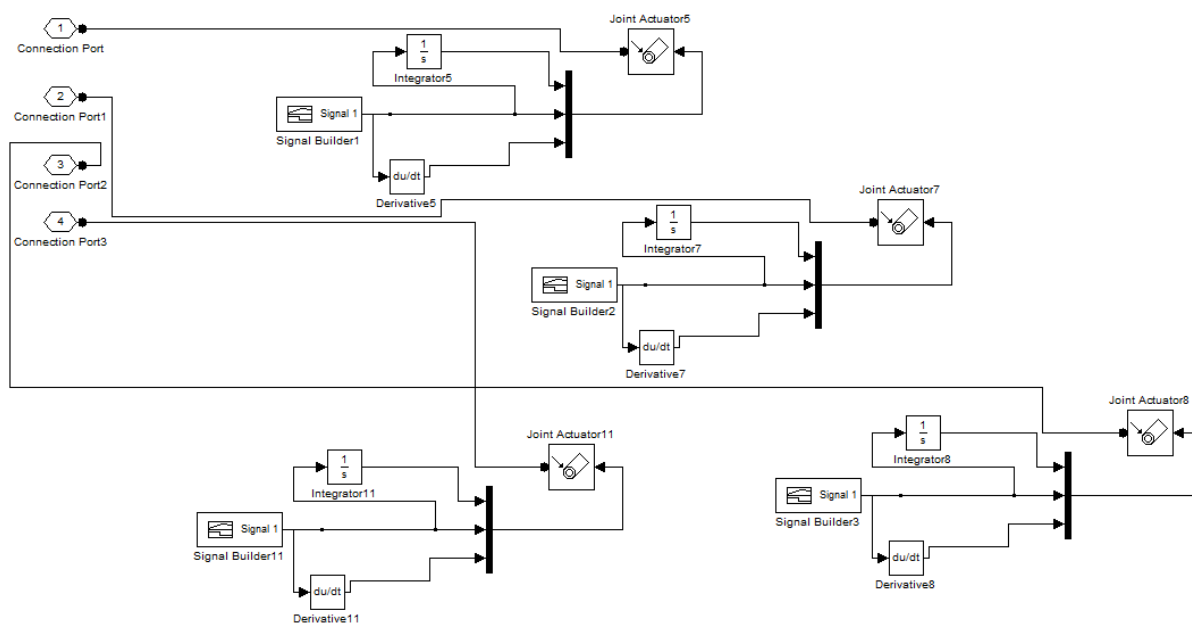 1
Connection Port
2
Connection Port1
3
Connection Port2
4
Connection Port3
Joint Actuator5
1
s
Integrator5
Signal 1
Signal Builder1
du/dt
Derivative5
Joint Actuator7
1
s
Integrator7
Signal 1
Signal Builder2
du/dt
Derivative7
Joint Actuator11
1
s
Integrator11
Signal 1
Signal Builder11
du/dt
Derivative11
Joint Actuator8
1
s
Integrator8
Signal 1
Signal Builder3
du/dt
Derivative8